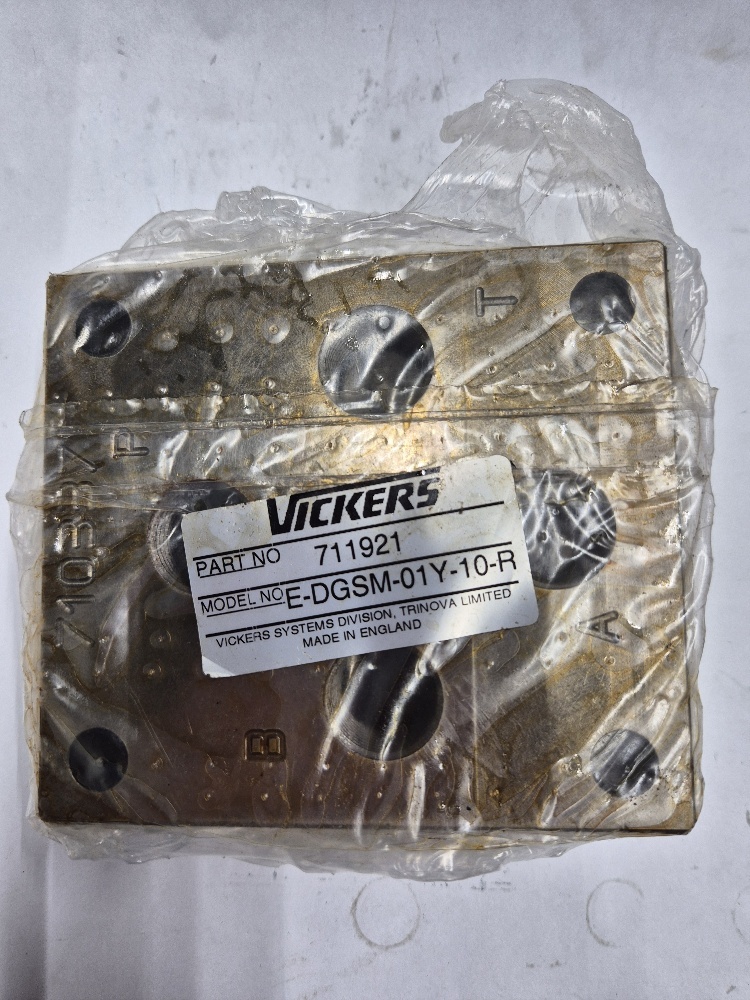 T
P
VICKERS
PART NO 711921
MODEL NO E-DGSM-01Y-10-R
VICKERS SYSTEMS DIVISION, TRINOVA LIMITED
MADE IN ENGLAND
A
B